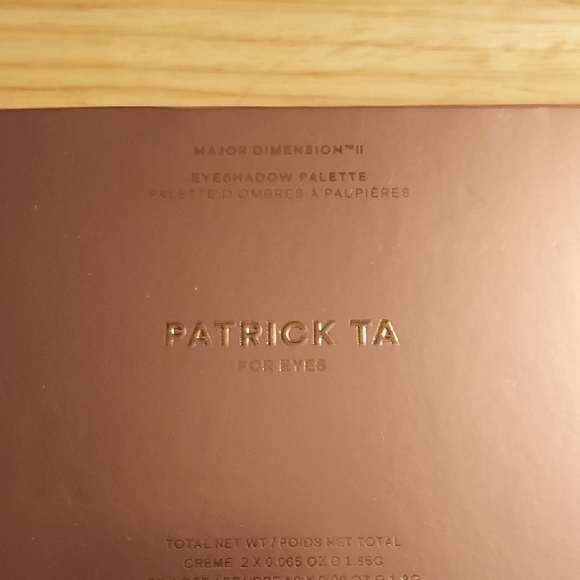 MAJOR DIMENSION™II
EYESHADOW PALETTE
PALETTE D'OMBRES À PAUPIÈRES
PATRICK TA
FOR EYES
TOTAL NET WT / POIDS NET TOTAL
CRÈME 2 X 0.065 OZ Ⓔ 1.85G